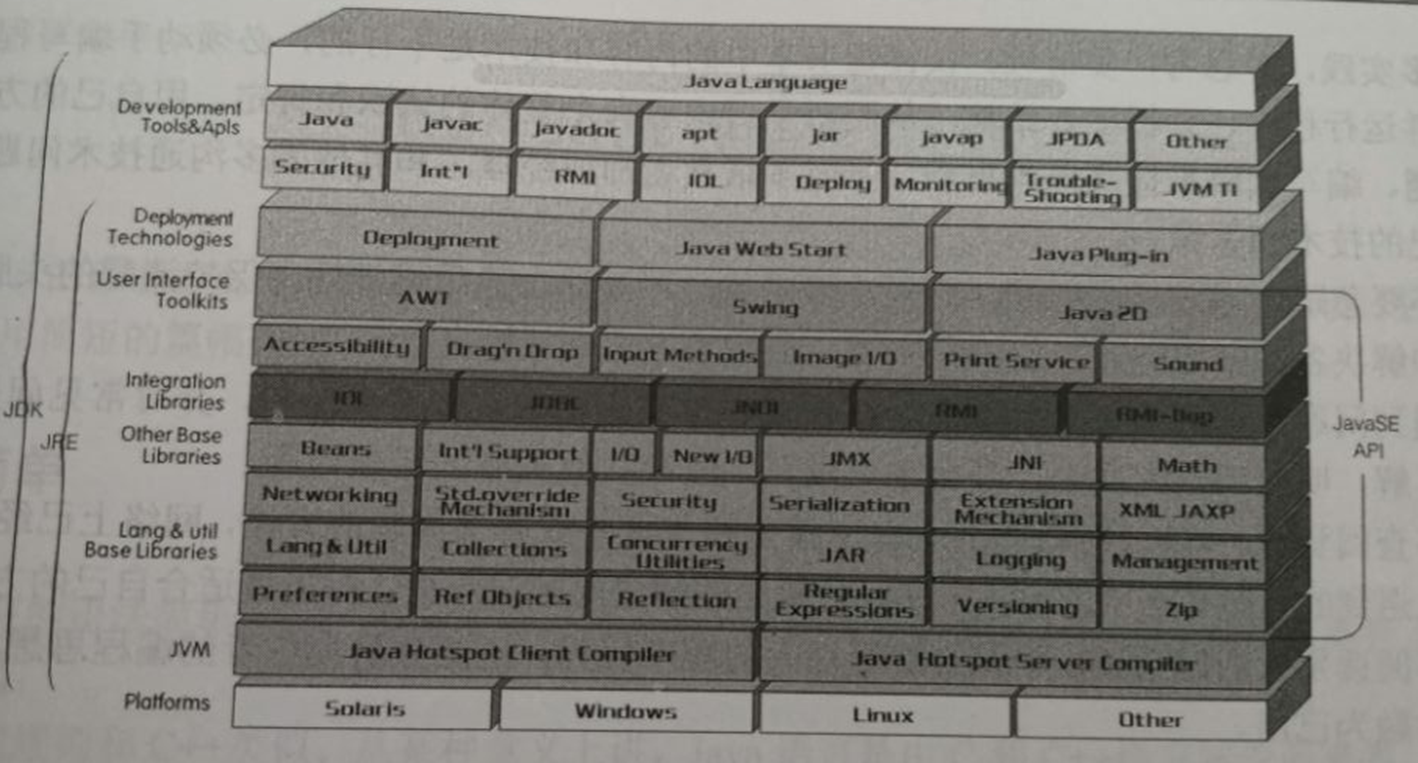 Java Language
Development
Tools&APIs
Java javac javadoc apt jar javap JPDA Other
Security Int"l RMI IDL Deploy Monitoring Trouble-
Shooting JVM TI
Deployment
Technologies
Deployment Java Web Start Java Plug-in
User Interface
Toolkits
AWT Swing Java 2D
Accessibility Drag'n Drop Input Methods Image I/O Print Service Sound
Integration
Libraries
IDL JDBC JNDI RMI
JDK
JRE
JavaSE
API
Other Base
Libraries
Beans Int'l Support I/O New I/O JMX JNI Math
Networking Std.override
Mechanism Security Serialization Extension
Mechanism XML JAXP
Lang & util
Base Libraries
Lang & Util Collections Concurrency
Utilities JAR Logging Management
Preferences Ref Objects Reflection Regular
Expressions Versioning Zip
JVM
Java Hotspot Client Compiler Java Hotspot Server Compiler
Platforms
Solaris Windows Linux Other